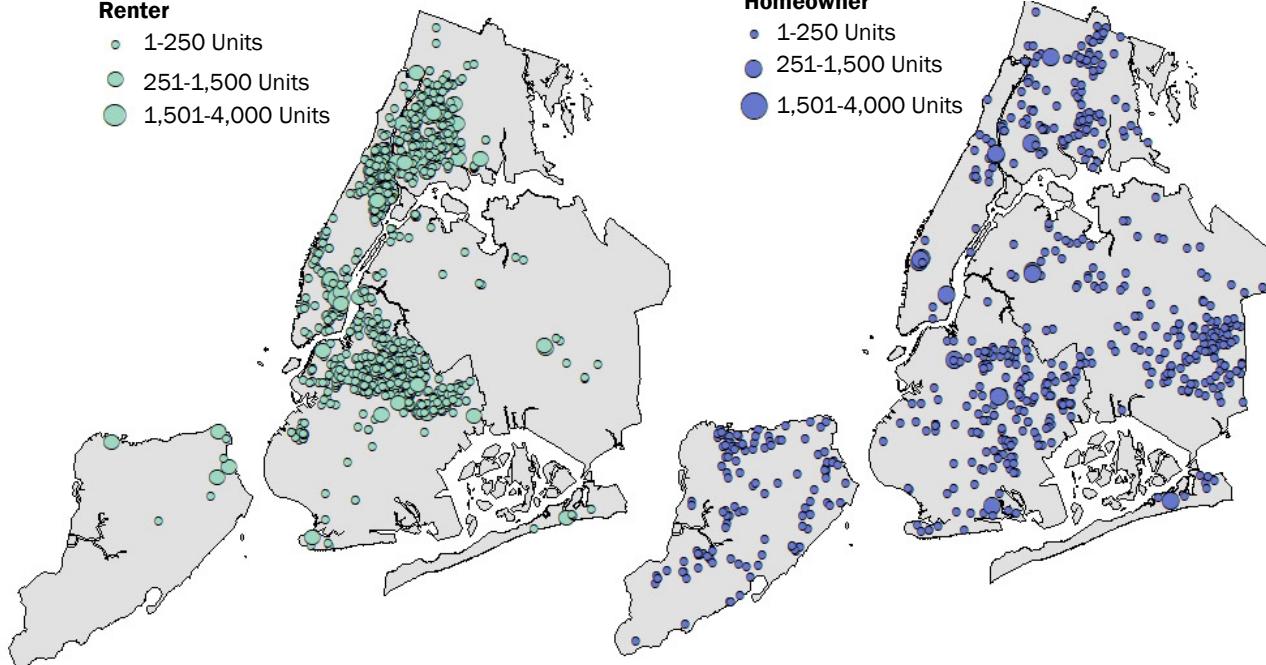 Renter
1-250 Units
251-1,500 Units
1,501-4,000 Units
Homeowner
1-250 Units
251-1,500 Units
1,501-4,000 Units